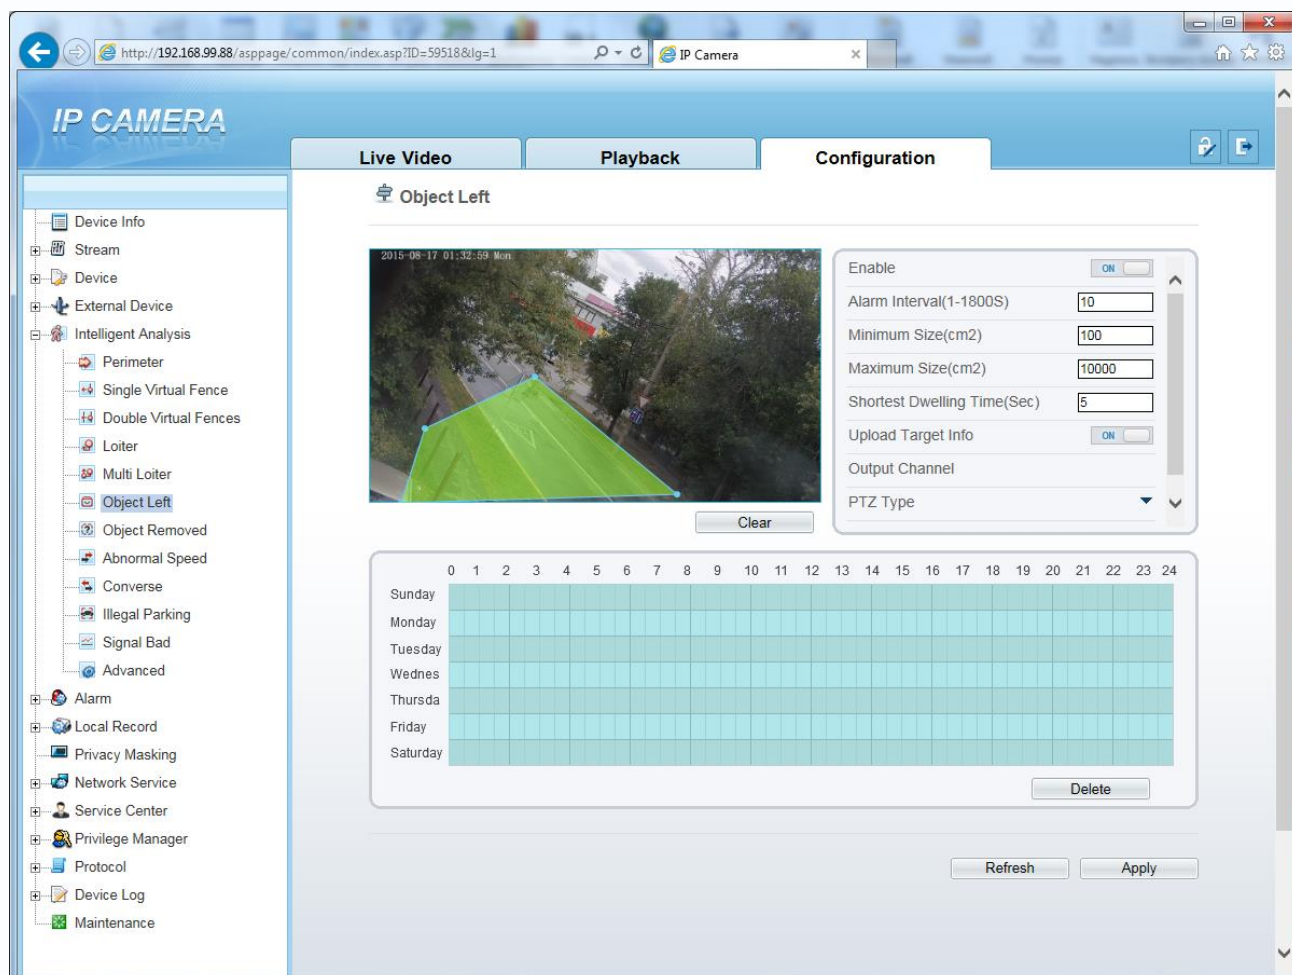 http://192.168.99.88/asppage/common/index.asp?ID=59518&lg=1
IP Camera
IP CAMERA
Live Video
Playback
Configuration
Object Left
Device Info
Stream
Device
External Device
Intelligent Analysis
Perimeter
Single Virtual Fence
Double Virtual Fences
Loiter
Multi Loiter
Object Left
Object Removed
Abnormal Speed
Converse
Illegal Parking
Signal Bad
Advanced
Alarm
Local Record
Privacy Masking
Network Service
Service Center
Privilege Manager
Protocol
Device Log
Maintenance
2015-08-17 01:32:59 Mon
Clear
Enable ON
Alarm Interval(1-1800S) 10
Minimum Size(cm2) 100
Maximum Size(cm2) 10000
Shortest Dwelling Time(Sec) 5
Upload Target Info ON
Output Channel
PTZ Type
0 1 2 3 4 5 6 7 8 9 10 11 12 13 14 15 16 17 18 19 20 21 22 23 24
Sunday
Monday
Tuesday
Wednes
Thursda
Friday
Saturday
Delete
Refresh Apply